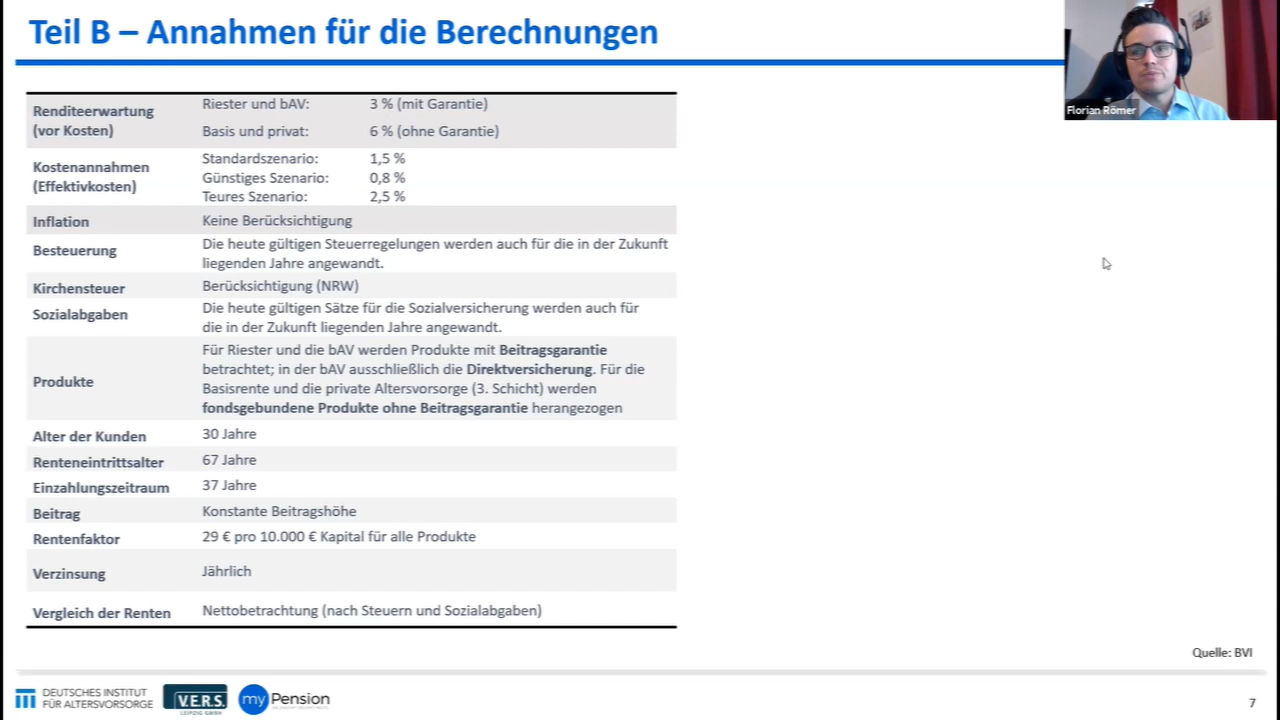 Teil B – Annahmen für die Berechnungen
Florian Römer
Renditeerwartung
(vor Kosten)
Riester und bAV: 3 % (mit Garantie)
Basis und privat: 6 % (ohne Garantie)
Kostenannahmen
(Effektivkosten)
Standardszenario: 1,5 %
Günstiges Szenario: 0,8 %
Teures Szenario: 2,5 %
Inflation
Keine Berücksichtigung
Besteuerung
Die heute gültigen Steuerregelungen werden auch für die in der Zukunft
liegenden Jahre angewandt.
Kirchensteuer
Berücksichtigung (NRW)
Sozialabgaben
Die heute gültigen Sätze für die Sozialversicherung werden auch für
die in der Zukunft liegenden Jahre angewandt.
Produkte
Für Riester und die bAV werden Produkte mit Beitragsgarantie
betrachtet; in der bAV ausschließlich die Direktversicherung. Für die
Basisrente und die private Altersvorsorge (3. Schicht) werden
fondsgebundene Produkte ohne Beitragsgarantie herangezogen
Alter der Kunden
30 Jahre
Renteneintrittsalter
67 Jahre
Einzahlungszeitraum
37 Jahre
Beitrag
Konstante Beitragshöhe
Rentenfaktor
29 € pro 10.000 € Kapital für alle Produkte
Verzinsung
Jährlich
Vergleich der Renten
Nettobetrachtung (nach Steuern und Sozialabgaben)
Quelle: BVI
DEUTSCHES INSTITUT
FÜR ALTERSVORSORGE
V.E.R.S.
LEIPZIG GMBH
myPension
7